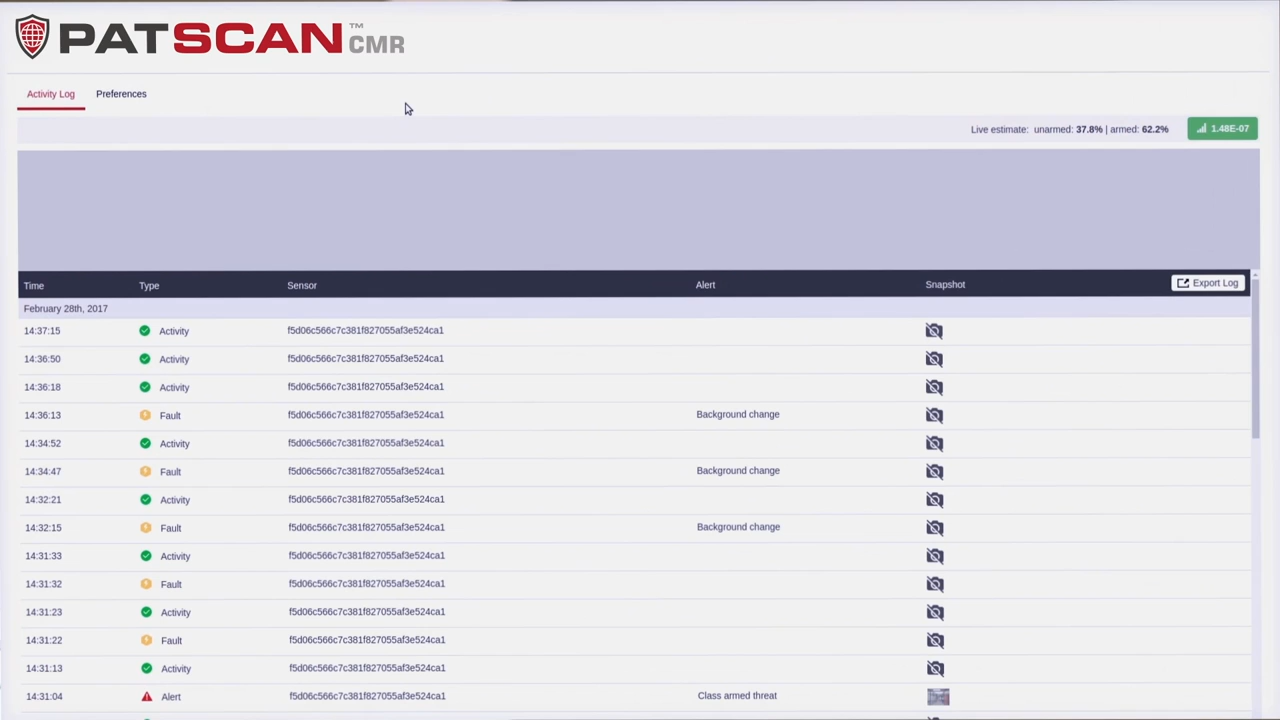 PATSCAN™ CMR
Activity Log Preferences
Live estimate: unarmed: 37.8% | armed: 62.2% 1.48E-07
Time Type Sensor Alert Snapshot Export Log
February 28th, 2017
14:37:15 Activity f5d06c566c7c381f827055af3e524ca1
14:36:50 Activity f5d06c566c7c381f827055af3e524ca1
14:36:18 Activity f5d06c566c7c381f827055af3e524ca1
14:36:13 Fault f5d06c566c7c381f827055af3e524ca1 Background change
14:34:52 Activity f5d06c566c7c381f827055af3e524ca1
14:34:47 Fault f5d06c566c7c381f827055af3e524ca1 Background change
14:32:21 Activity f5d06c566c7c381f827055af3e524ca1
14:32:15 Fault f5d06c566c7c381f827055af3e524ca1 Background change
14:31:33 Activity f5d06c566c7c381f827055af3e524ca1
14:31:32 Fault f5d06c566c7c381f827055af3e524ca1
14:31:23 Activity f5d06c566c7c381f827055af3e524ca1
14:31:22 Fault f5d06c566c7c381f827055af3e524ca1
14:31:13 Activity f5d06c566c7c381f827055af3e524ca1
14:31:04 Alert f5d06c566c7c381f827055af3e524ca1 Class armed threat